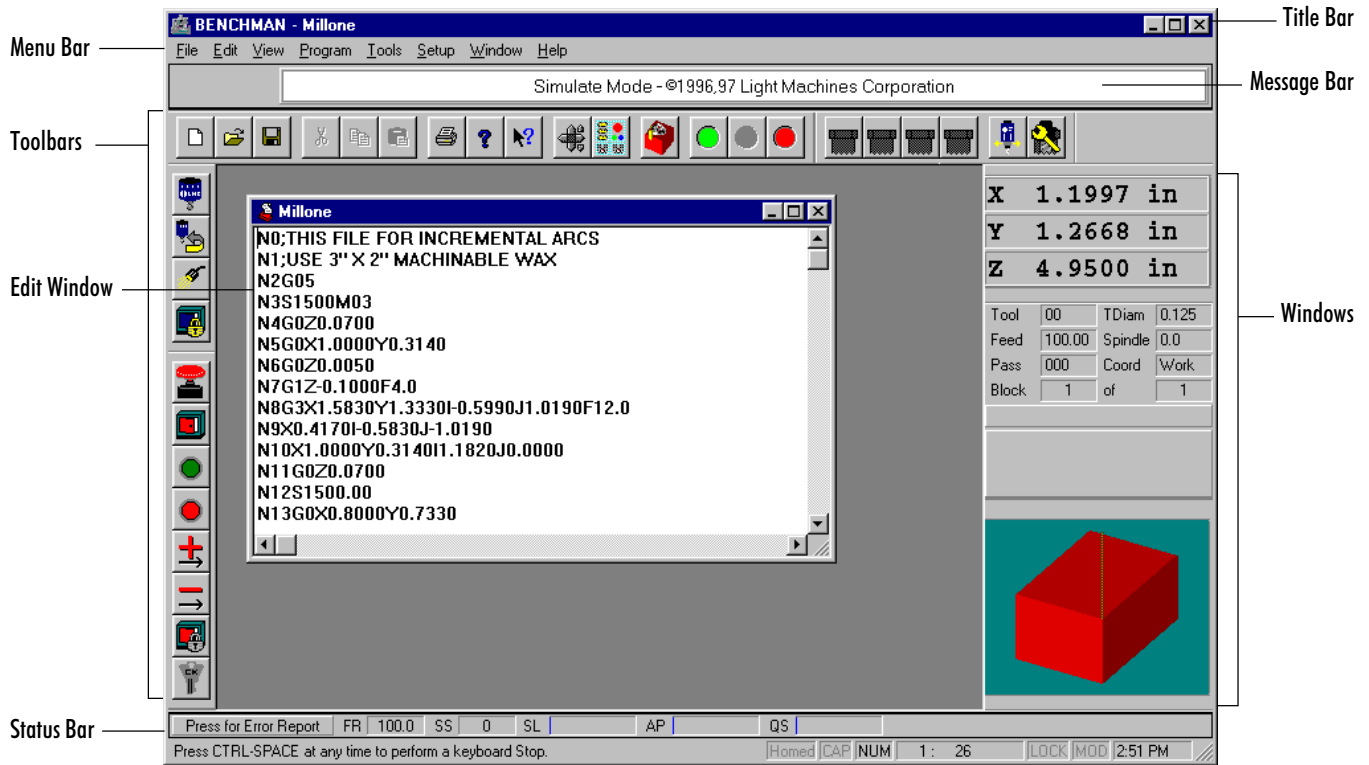 BENCHMAN - Millone
Title Bar
Menu Bar
File Edit View Program Tools Setup Window Help
Simulate Mode - ©1996,97 Light Machines Corporation
Message Bar
Toolbars
X 1.1997 in
Y 1.2668 in
Z 4.9500 in
Millone
N0;THIS FILE FOR INCREMENTAL ARCS
N1;USE 3" X 2" MACHINABLE WAX
N2G05
N3S1500M03
N4G0Z0.0700
N5G0X1.0000Y0.3140
N6G0Z0.0050
N7G1Z-0.1000F4.0
N8G3X1.5830Y1.3330I-0.5990J1.0190F12.0
N9X0.4170I-0.5830J-1.0190
N10X1.0000Y0.3140I1.1820J0.0000
N11G0Z0.0700
N12S1500.00
N13G0X0.8000Y0.7330
Edit Window
Windows
Tool 00 TDiam 0.125
Feed 100.00 Spindle 0.0
Pass 000 Coord Work
Block 1 of 1
CK
Status Bar
Press for Error Report FR 100.0 SS 0 SL AP QS
Press CTRL-SPACE at any time to perform a keyboard Stop. Homed CAP NUM 1: 26 LOCK MOD 2:51 PM